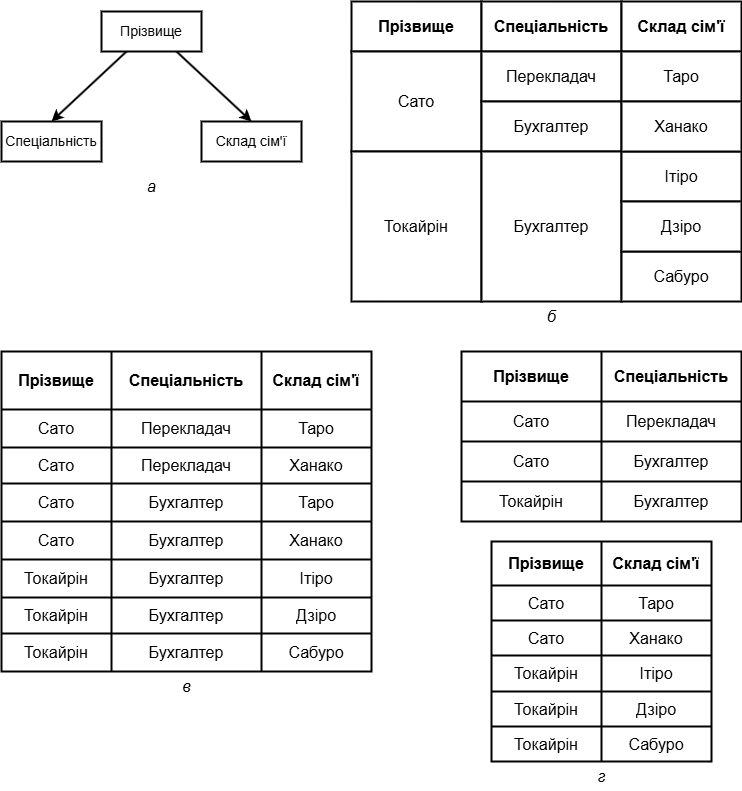 Прізвище
Спеціальність Склад сім'ї
а
Прізвище Спеціальність Склад сім'ї
Сато Перекладач Таро
Бухгалтер Ханако
Токайрін Бухгалтер Ітіро
Дзіро
Сабуро
б
Прізвище Спеціальність Склад сім'ї
Сато Перекладач Таро
Сато Перекладач Ханако
Сато Бухгалтер Таро
Сато Бухгалтер Ханако
Токайрін Бухгалтер Ітіро
Токайрін Бухгалтер Дзіро
Токайрін Бухгалтер Сабуро
в
Прізвище Спеціальність
Сато Перекладач
Сато Бухгалтер
Токайрін Бухгалтер
Прізвище Склад сім'ї
Сато Таро
Сато Ханако
Токайрін Ітіро
Токайрін Дзіро
Токайрін Сабуро
г